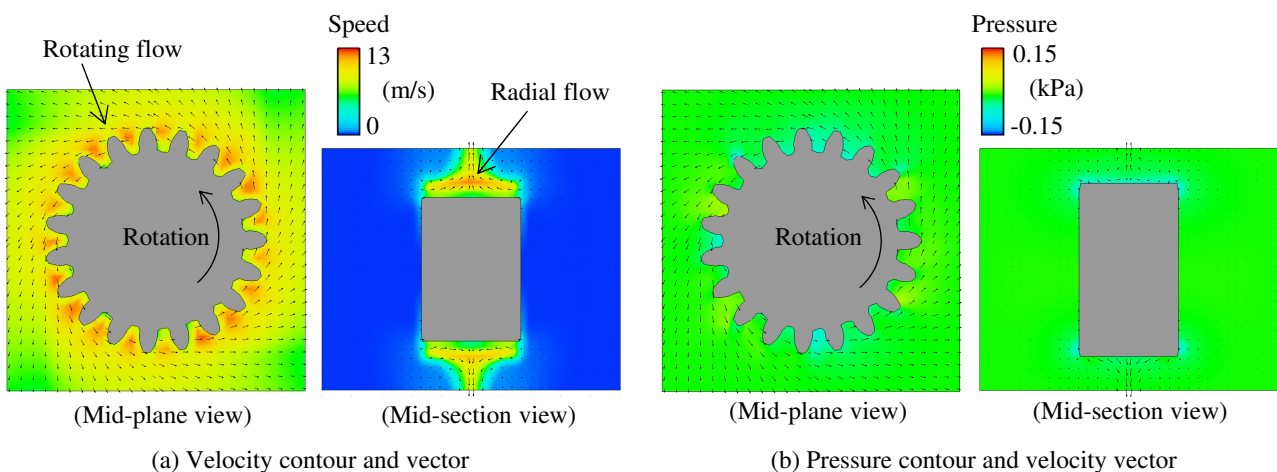 Speed
13
(m/s)
0
Rotating flow
Radial flow
Rotation
(Mid-plane view)
(Mid-section view)
(a) Velocity contour and vector
Pressure
0.15
(kPa)
-0.15
Rotation
(Mid-plane view)
(Mid-section view)
(b) Pressure contour and velocity vector